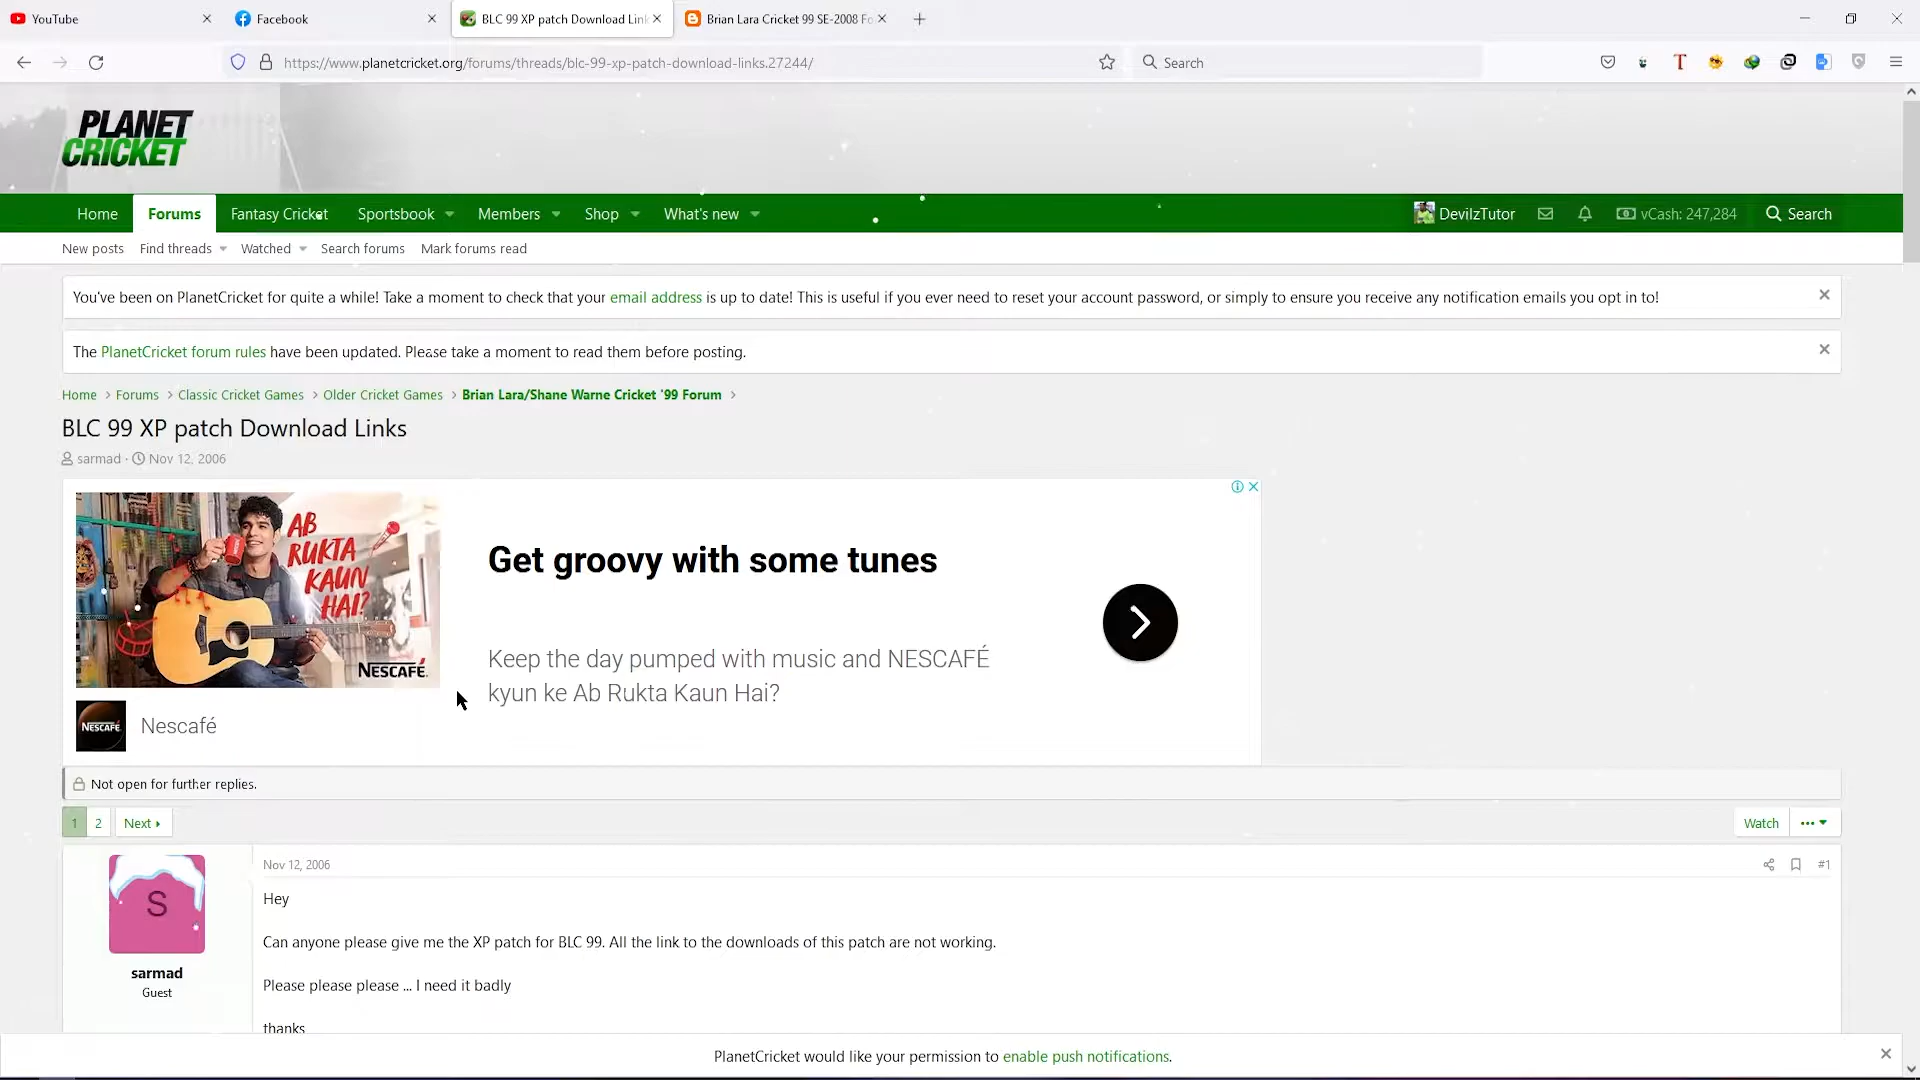 YouTube
Facebook
BLC 99 XP patch Download Lin
Brian Lara Cricket 99 SE-2008 Fo
https://www.planetcricket.org/forums/threads/blc-99-xp-patch-download-links.27244/
Search
PLANET
CRICKET
Home
Forums
Fantasy Cricket
Sportsbook
Members
Shop
What's new
DevilzTutor
vCash: 247,284
Search
New posts
Find threads
Watched
Search forums
Mark forums read
You've been on PlanetCricket for quite a while! Take a moment to check that your email address is up to date! This is useful if you ever need to reset your account password, or simply to ensure you receive any notification emails you opt in to!
The PlanetCricket forum rules have been updated. Please take a moment to read them before posting.
Home > Forums > Classic Cricket Games > Older Cricket Games > Brian Lara/Shane Warne Cricket '99 Forum >
BLC 99 XP patch Download Links
sarmad · Nov 12, 2006
AB
RUKTA
KAUN
HAI?
NESCAFÉ.
Get groovy with some tunes
Keep the day pumped with music and NESCAFÉ
kyun ke Ab Rukta Kaun Hai?
NESCAFÉ
Nescafé
Not open for further replies.
1
2
Next
Watch
•••
S
sarmad
Guest
Nov 12, 2006
#1
Hey
Can anyone please give me the XP patch for BLC 99. All the link to the downloads of this patch are not working.
Please please please ... I need it badly
thanks
PlanetCricket would like your permission to enable push notifications.